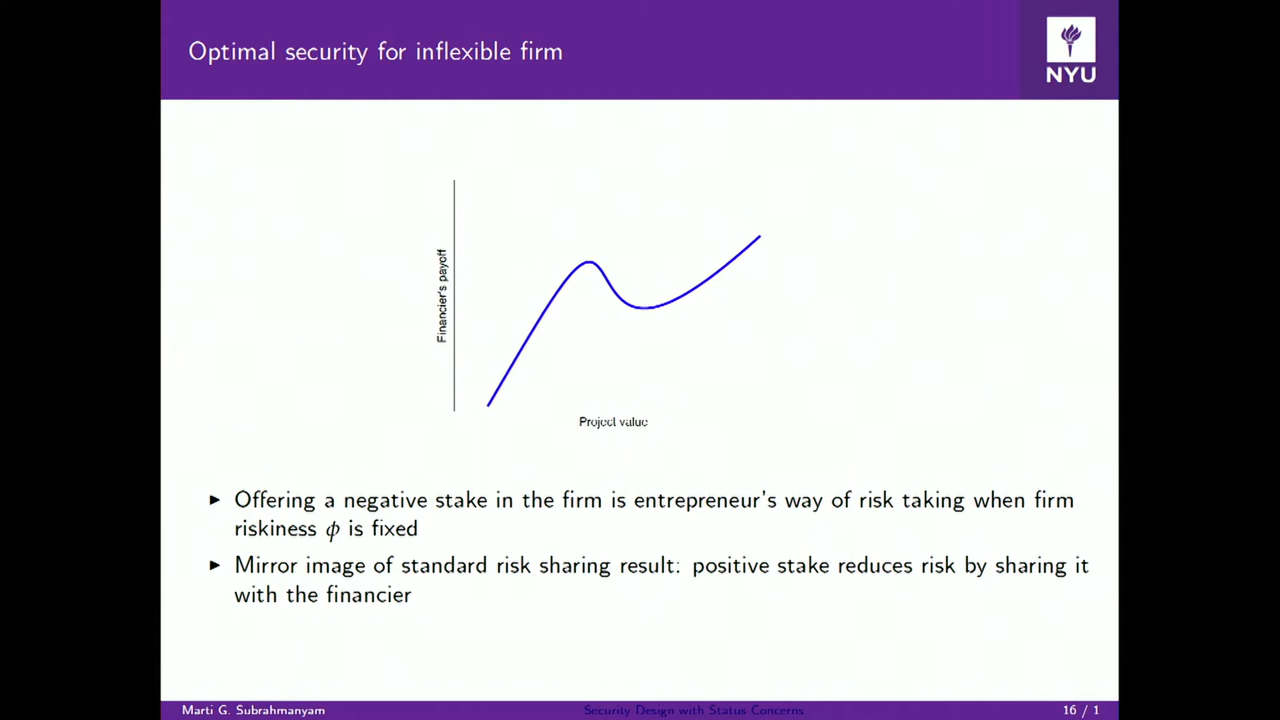 Optimal security for inflexible firm
NYU
Financier's payoff
Project value
▶ Offering a negative stake in the firm is entrepreneur's way of risk taking when firm
riskiness ϕ is fixed
▶ Mirror image of standard risk sharing result: positive stake reduces risk by sharing it
with the financier
Marti G. Subrahmanyam
Security Design with Status Concerns
16 / 1